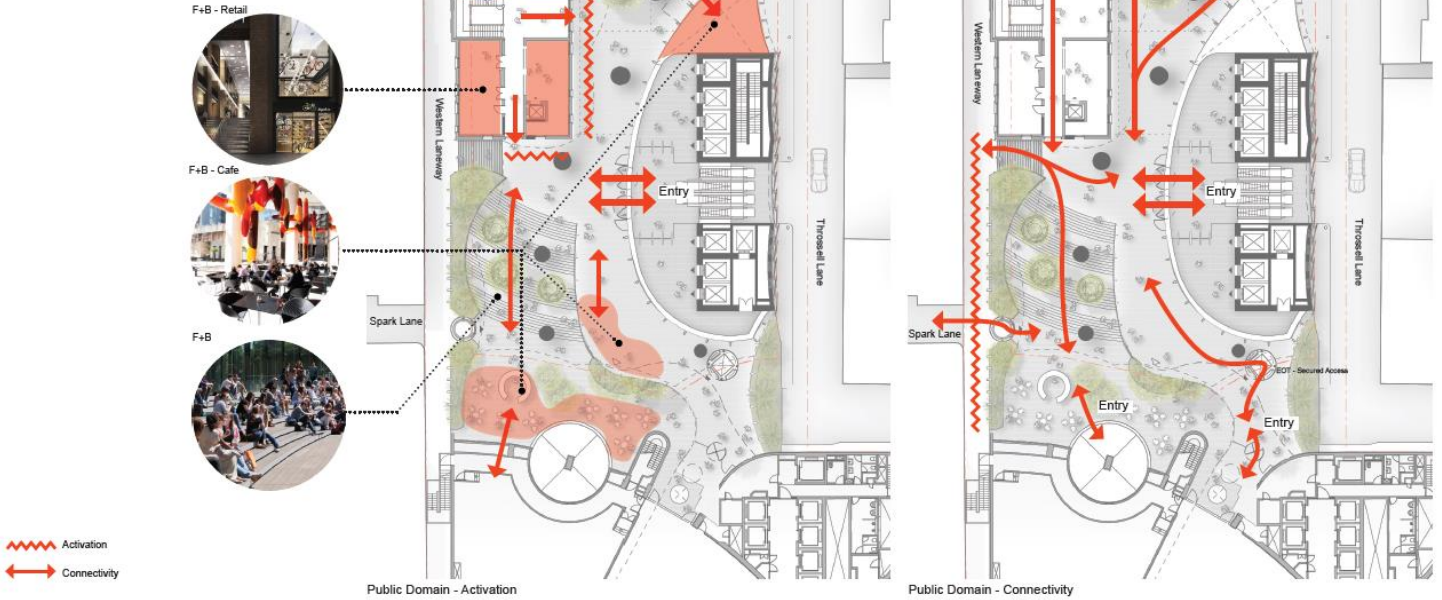 F+B - Retail
F+B - Cafe
F+B
Activation
Connectivity
Western Laneway
Spark Lane
Entry
Throssell Lane
Public Domain - Activation
Western Laneway
Spark Lane
Entry
EOT - Secured Access
Entry
Entry
Throssell Lane
Public Domain - Connectivity